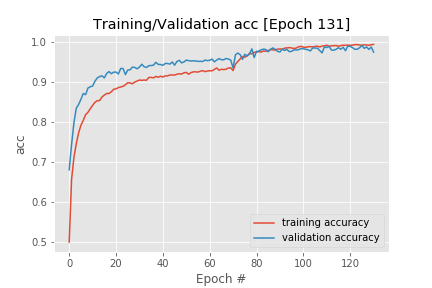 Training/Validation acc [Epoch 131]
1.0
0.9
0.8
0.7
0.6
0.5
acc
0 20 40 60 80 100 120
Epoch #
training accuracy
validation accuracy